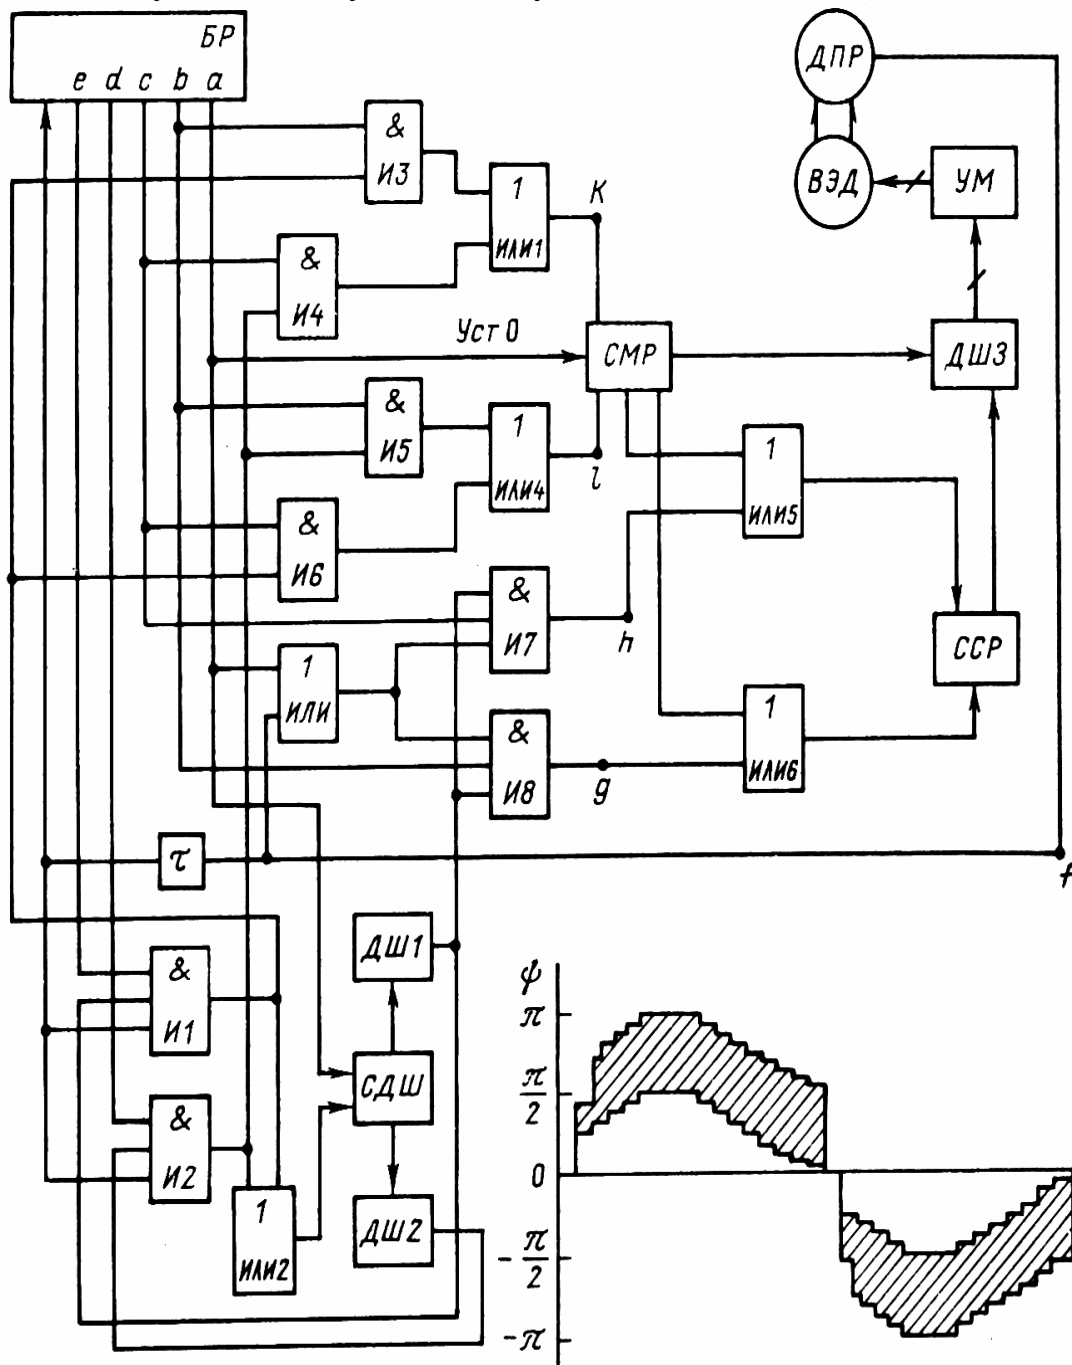 БР
e d c b a
&
И3
1
ИЛИ1
K
&
И4
Уст 0
СМР
&
И5
1
ИЛИ4
l
&
И6
&
И7
h
1
ИЛИ
&
И8
g
1
ИЛИ5
1
ИЛИ6
ССР
ДШ3
УМ
ВЭД
ДПР
f
τ
&
И1
&
И2
1
ИЛИ2
ДШ1
СДШ
ДШ2
ψ
π
π/2
0
-π/2
-π